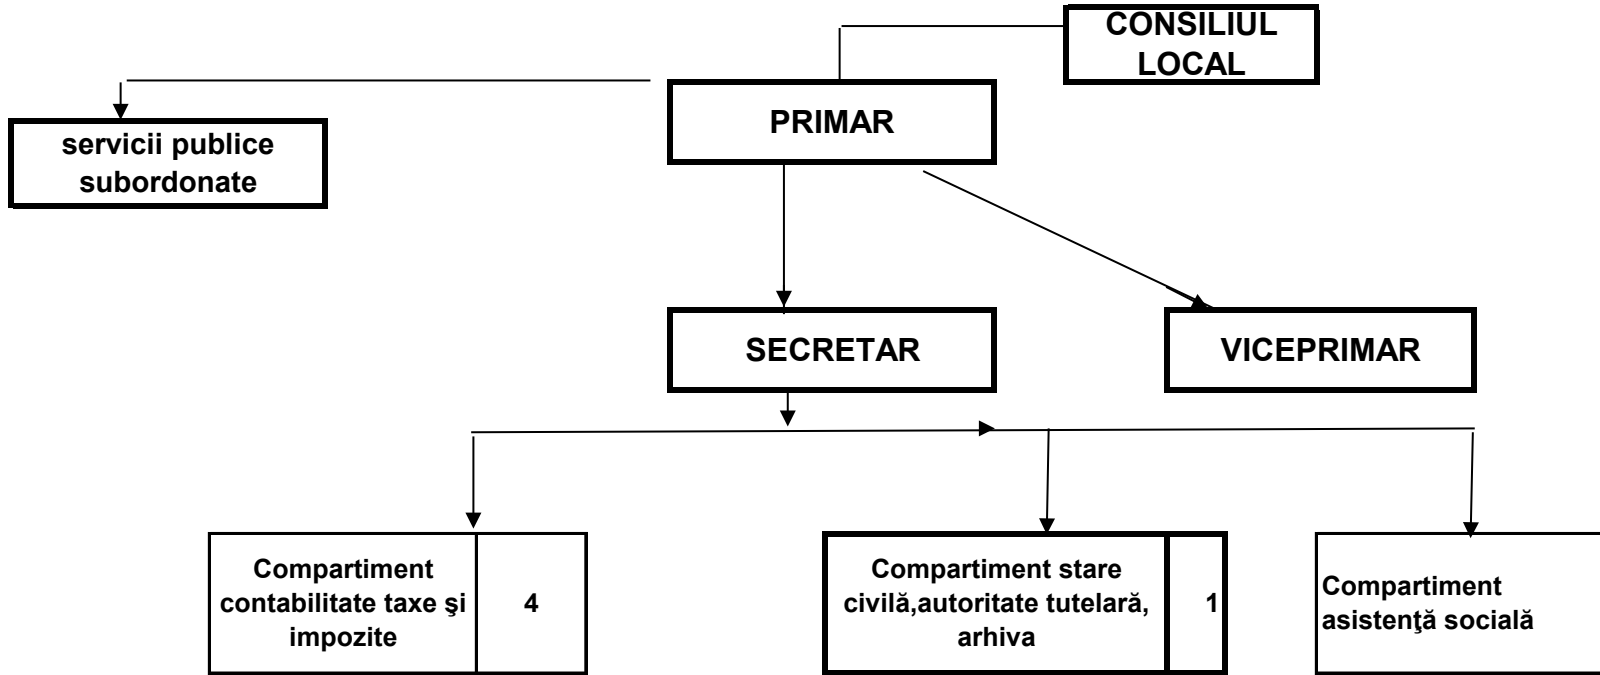 CONSILIUL
LOCAL
PRIMAR
servicii publice
subordonate
SECRETAR
VICEPRIMAR
Compartiment
contabilitate taxe şi
impozite
4
Compartiment stare
civilă,autoritate tutelară,
arhiva
1
Compartiment
asistenţă socială